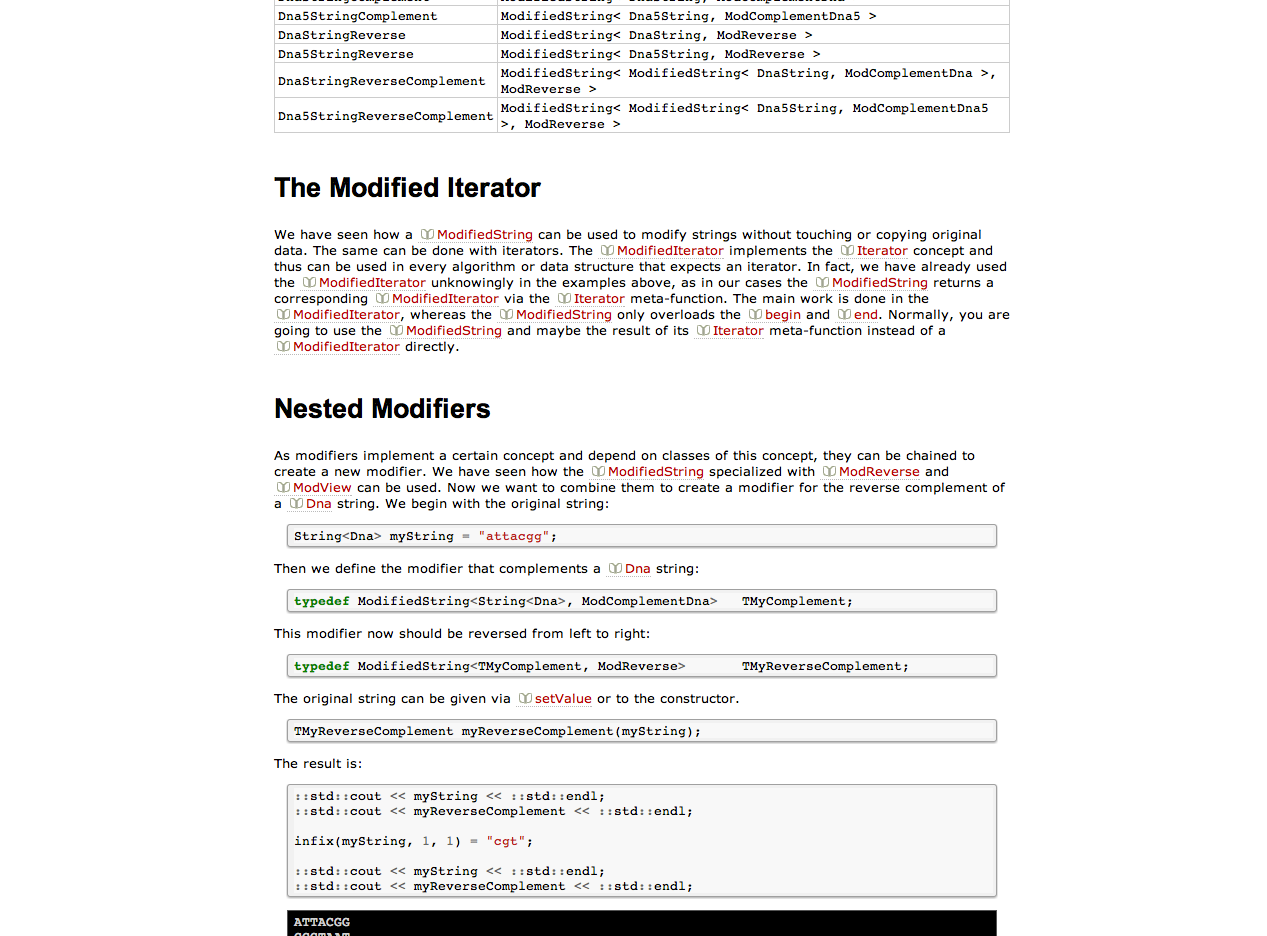 Dna5StringComplement ModifiedString< Dna5String, ModComplementDna5 >
DnaStringReverse ModifiedString< DnaString, ModReverse >
Dna5StringReverse ModifiedString< Dna5String, ModReverse >
DnaStringReverseComplement ModifiedString< ModifiedString< DnaString, ModComplementDna >,
ModReverse >
Dna5StringReverseComplement ModifiedString< ModifiedString< Dna5String, ModComplementDna5
>, ModReverse >
The Modified Iterator
We have seen how a ModifiedString can be used to modify strings without touching or copying original
data. The same can be done with iterators. The ModifiedIterator implements the Iterator concept and
thus can be used in every algorithm or data structure that expects an iterator. In fact, we have already used
the ModifiedIterator unknowingly in the examples above, as in our cases the ModifiedString returns a
corresponding ModifiedIterator via the Iterator meta-function. The main work is done in the
ModifiedIterator, whereas the ModifiedString only overloads the begin and end. Normally, you are
going to use the ModifiedString and maybe the result of its Iterator meta-function instead of a
ModifiedIterator directly.
Nested Modifiers
As modifiers implement a certain concept and depend on classes of this concept, they can be chained to
create a new modifier. We have seen how the ModifiedString specialized with ModReverse and
ModView can be used. Now we want to combine them to create a modifier for the reverse complement of
a Dna string. We begin with the original string:
String<Dna> myString = "attacgg";
Then we define the modifier that complements a Dna string:
typedef ModifiedString<String<Dna>, ModComplementDna>   TMyComplement;
This modifier now should be reversed from left to right:
typedef ModifiedString<TMyComplement, ModReverse>       TMyReverseComplement;
The original string can be given via setValue or to the constructor.
TMyReverseComplement myReverseComplement(myString);
The result is:
::std::cout << myString << ::std::endl;
::std::cout << myReverseComplement << ::std::endl;
infix(myString, 1, 1) = "cgt";
::std::cout << myString << ::std::endl;
::std::cout << myReverseComplement << ::std::endl;
ATTACGG